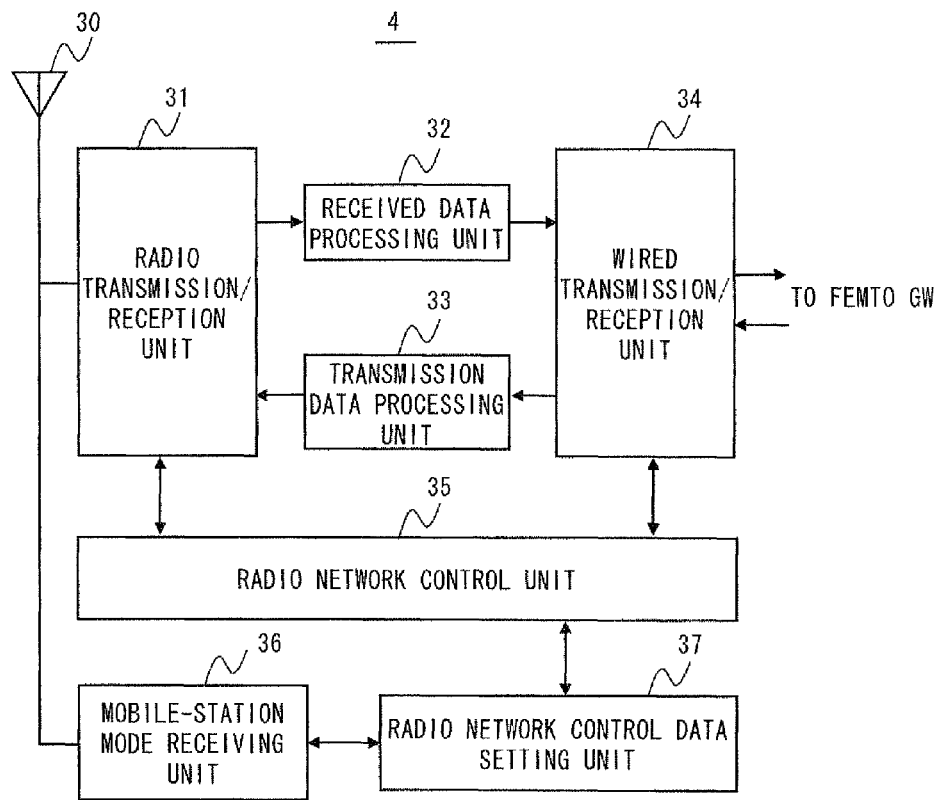 30
4
31
32
34
RECEIVED DATA
PROCESSING UNIT
RADIO
TRANSMISSION/
RECEPTION
UNIT
WIRED
TRANSMISSION/
RECEPTION
UNIT
TO FEMTO GW
33
TRANSMISSION
DATA PROCESSING
UNIT
35
RADIO NETWORK CONTROL UNIT
36
37
MOBILE-STATION
MODE RECEIVING
UNIT
RADIO NETWORK CONTROL DATA
SETTING UNIT